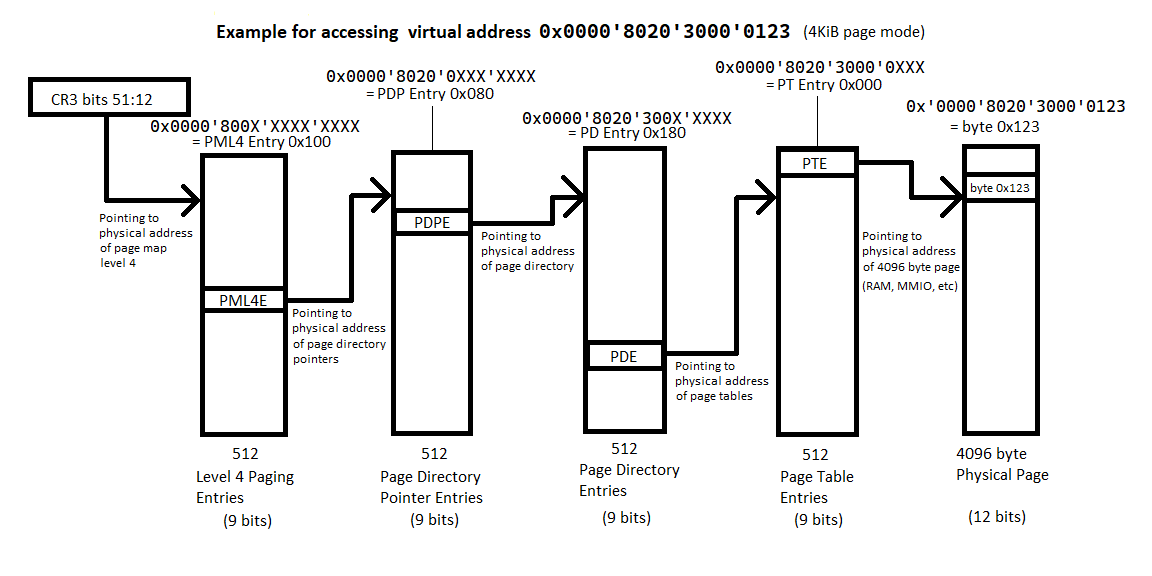 Example for accessing virtual address 0x0000'8020'3000'0123 (4KiB page mode)
CR3 bits 51:12
0x0000'800X'XXXX'XXXX
= PML4 Entry 0x100
0x0000'8020'0XXX'XXXX
= PDP Entry 0x080
0x0000'8020'300X'XXXX
= PD Entry 0x180
0x0000'8020'3000'0XXX
= PT Entry 0x000
0x'0000'8020'3000'0123
= byte 0x123
Pointing to
physical address
of page map
level 4
PML4E
Pointing to
physical address
of page directory
pointers
PDPE
Pointing to
physical address
of page directory
PDE
Pointing to
physical address
of page tables
PTE
Pointing to
physical address
of 4096 byte page
(RAM, MMIO, etc)
byte 0x123
512
Level 4 Paging
Entries
(9 bits)
512
Page Directory
Pointer Entries
(9 bits)
512
Page Directory
Entries
(9 bits)
512
Page Table
Entries
(9 bits)
4096 byte
Physical Page
(12 bits)